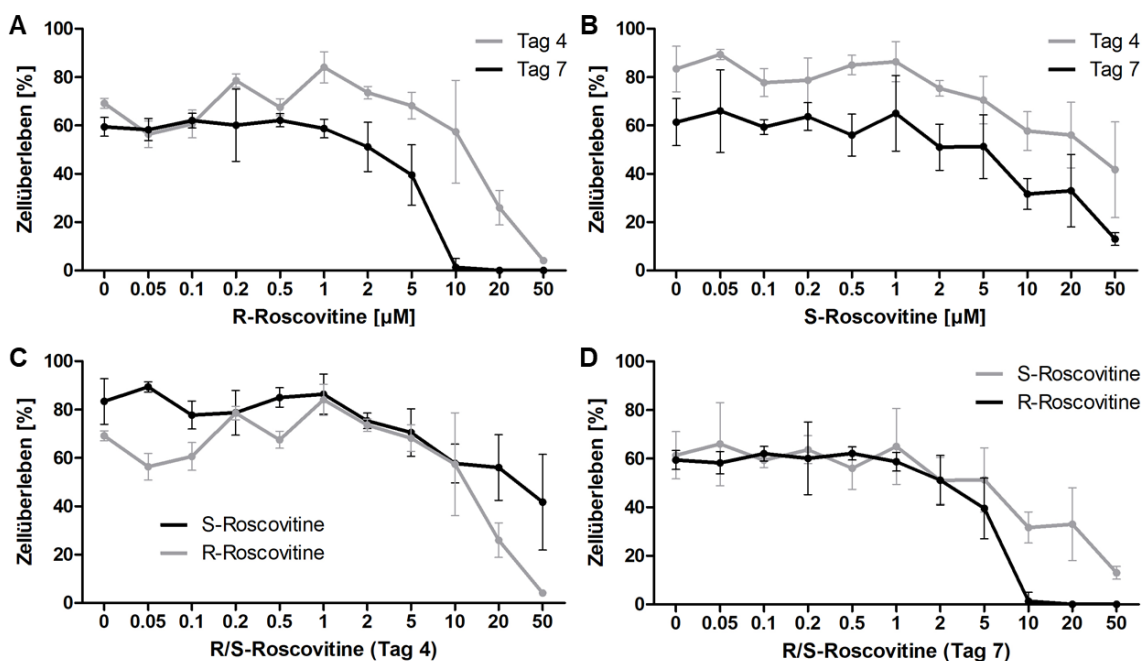 A
Zellüberleben [%]
100
80
60
40
20
0
Tag 4
Tag 7
0 0.05 0.1 0.2 0.5 1 2 5 10 20 50
R-Roscovitine [µM]
B
Zellüberleben [%]
100
80
60
40
20
0
Tag 4
Tag 7
0 0.05 0.1 0.2 0.5 1 2 5 10 20 50
S-Roscovitine [µM]
C
Zellüberleben [%]
100
80
60
40
20
0
S-Roscovitine
R-Roscovitine
0 0.05 0.1 0.2 0.5 1 2 5 10 20 50
R/S-Roscovitine (Tag 4)
D
Zellüberleben [%]
100
80
60
40
20
0
S-Roscovitine
R-Roscovitine
0 0.05 0.1 0.2 0.5 1 2 5 10 20 50
R/S-Roscovitine (Tag 7)